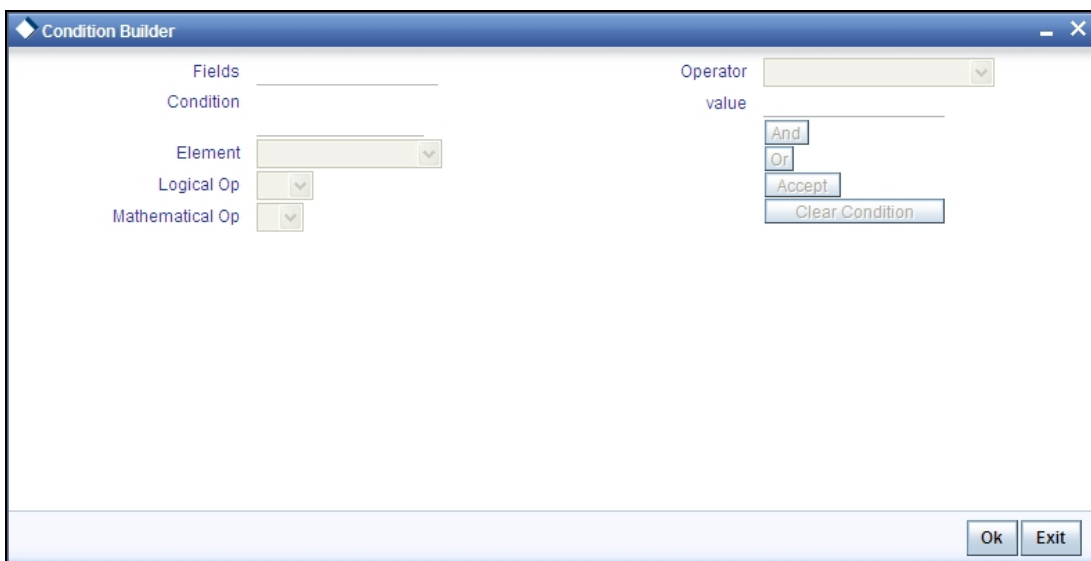 Condition Builder
Fields
Operator
Condition
value
And
Element
Or
Logical Op
Accept
Mathematical Op
Clear Condition
Ok Exit